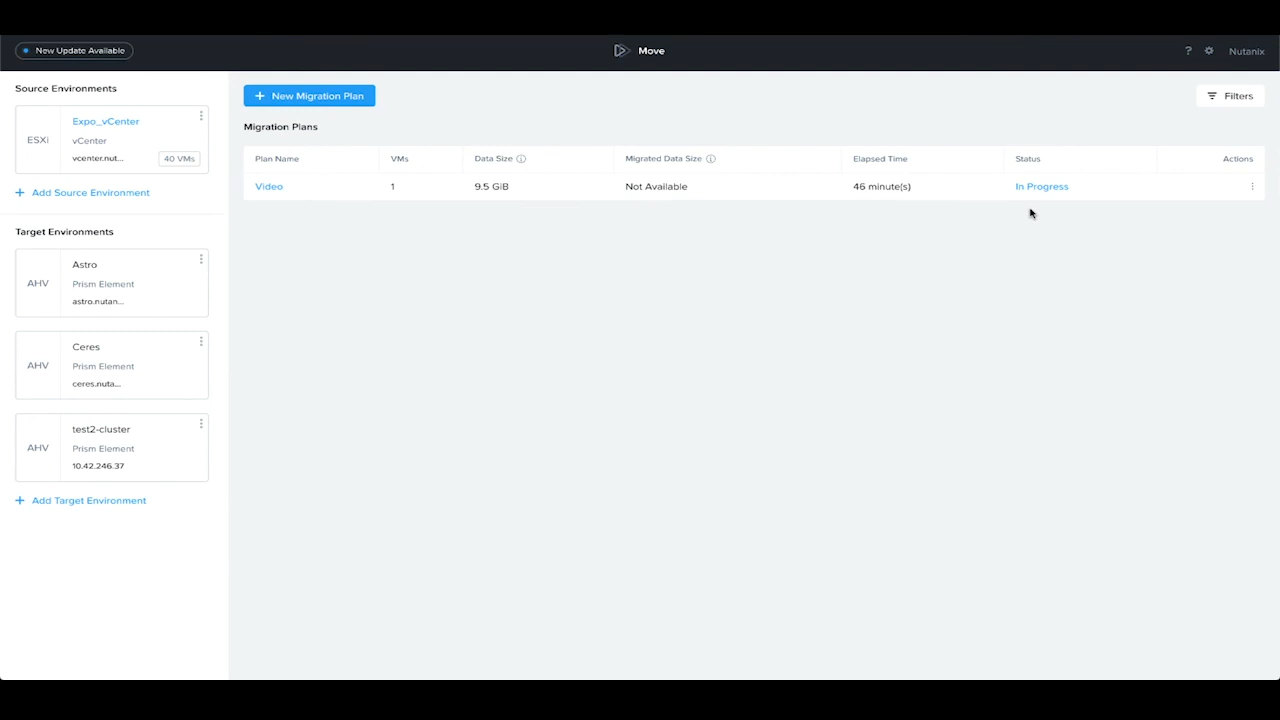 New Update Available
Move
?
Nutanix
Source Environments
ESXi
Expo_vCenter
vCenter
vcenter.nut...
40 VMs
+ Add Source Environment
Target Environments
AHV
Astro
Prism Element
astro.nutan...
AHV
Ceres
Prism Element
ceres.nuta...
AHV
test2-cluster
Prism Element
10.42.246.37
+ Add Target Environment
+ New Migration Plan
Filters
Migration Plans
Plan Name VMs Data Size Migrated Data Size Elapsed Time Status Actions
Video 1 9.5 GiB Not Available 46 minute(s) In Progress